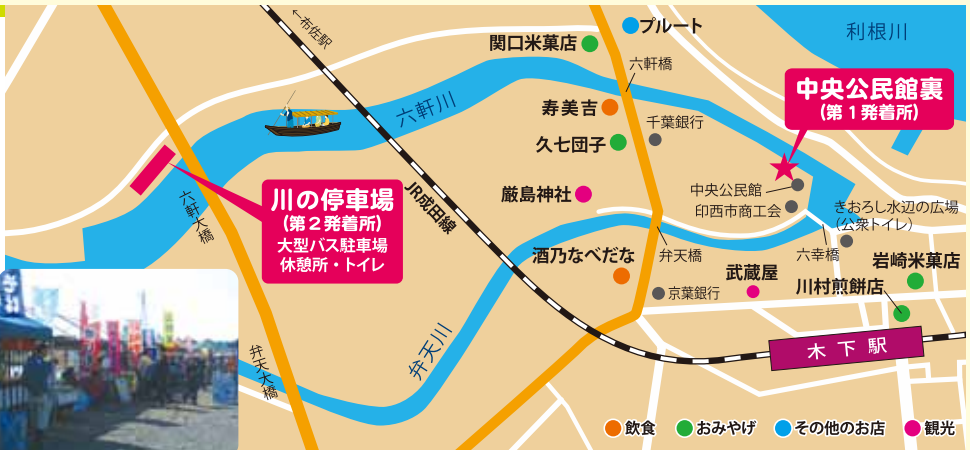 ←布佐駅
関口米菓店
プルート
利根川
六軒橋
中央公民館裏
(第1発着所)
六軒川
寿美吉
千葉銀行
久七団子
川の停車場
(第2発着所)
大型バス駐車場
休憩所・トイレ
六軒大橋
JR成田線
厳島神社
中央公民館
印西市商工会
きおろし水辺の広場
(公衆トイレ)
酒乃なべだな
弁天橋
六幸橋
武蔵屋
岩崎米菓店
川村煎餅店
京葉銀行
弁天川
弁天大橋
木下駅
飲食
おみやげ
その他のお店
観光